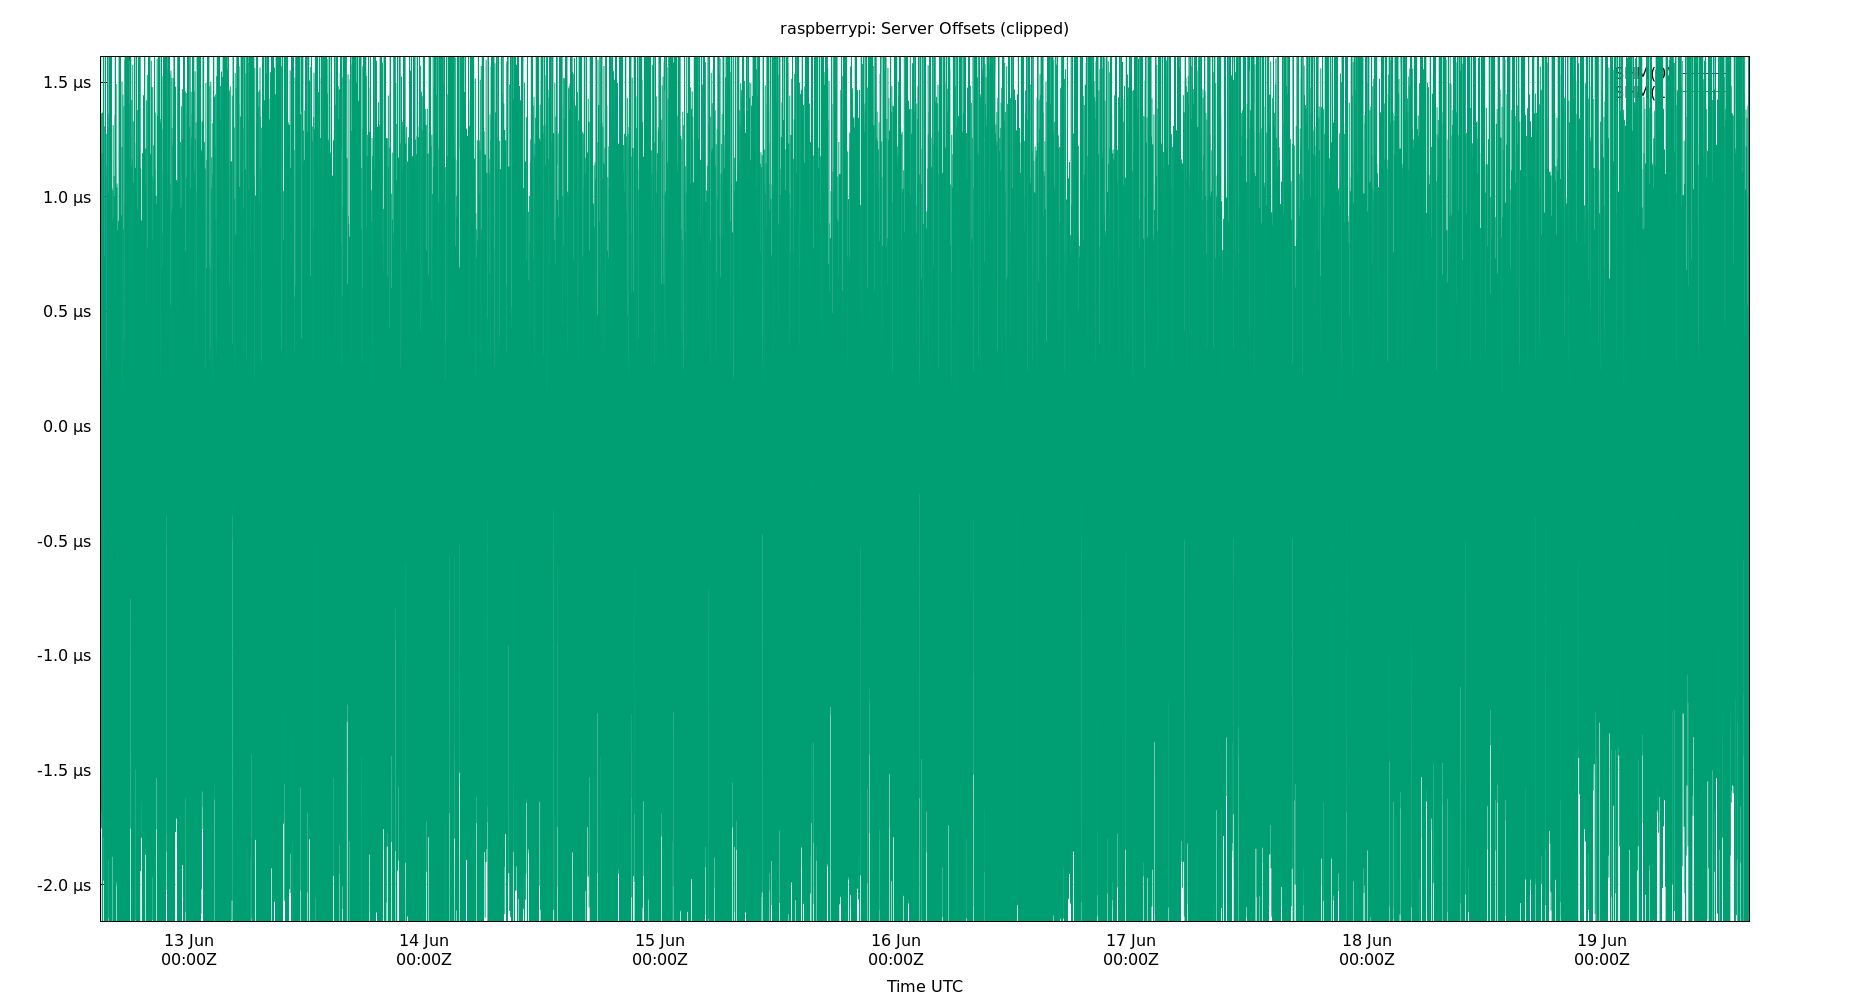 raspberrypi: Server Offsets (clipped)
1.5 µs
1.0 µs
0.5 µs
0.0 µs
-0.5 µs
-1.0 µs
-1.5 µs
-2.0 µs
13 Jun
00:00Z
14 Jun
00:00Z
15 Jun
00:00Z
16 Jun
00:00Z
17 Jun
00:00Z
18 Jun
00:00Z
19 Jun
00:00Z
Time UTC